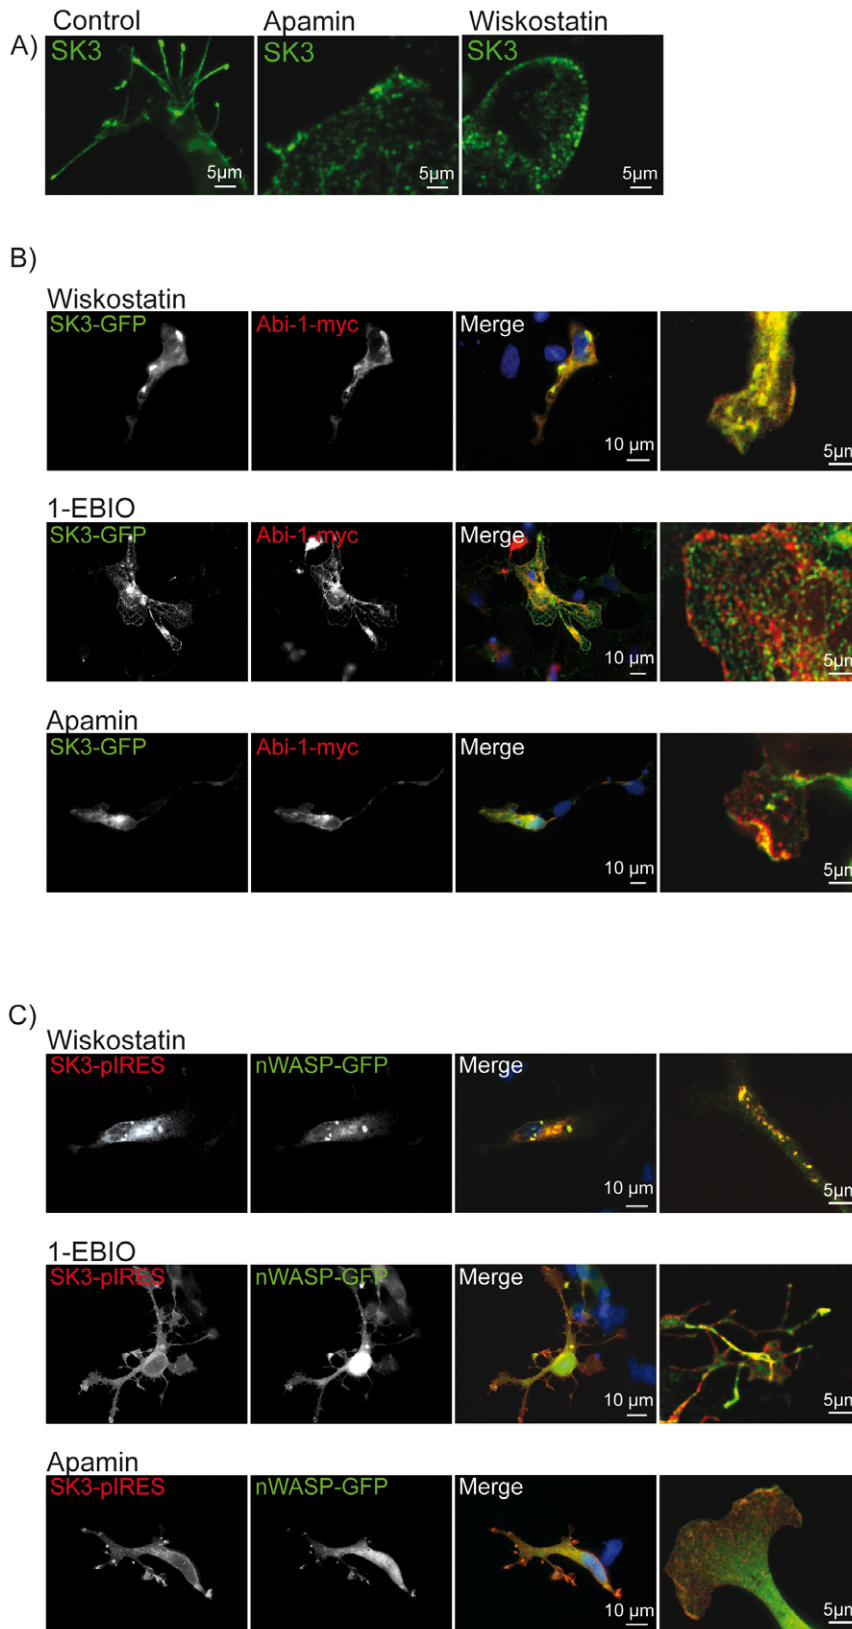 Control Apamin Wiskostatin
A)
SK3 SK3 SK3
5µm 5µm 5µm
B)
Wiskostatin
SK3-GFP Abi-1-myc Merge
10 µm 5µm
1-EBIO
SK3-GFP Abi-1-myc Merge
10 µm 5µm
Apamin
SK3-GFP Abi-1-myc Merge
10 µm 5µm
C)
Wiskostatin
SK3-pIRES nWASP-GFP Merge
10 µm 5µm
1-EBIO
SK3-pIRES nWASP-GFP Merge
10 µm 5µm
Apamin
SK3-pIRES nWASP-GFP Merge
10 µm 5µm